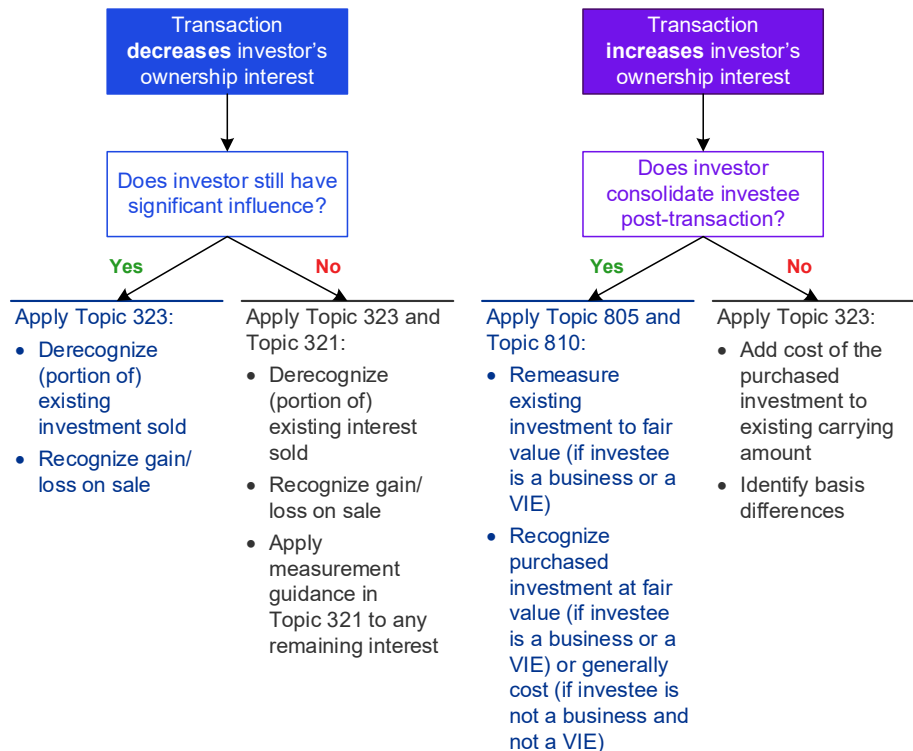 Transaction
decreases investor's
ownership interest
Does investor still have
significant influence?
Yes
No
Apply Topic 323:
• Derecognize
(portion of)
existing
investment sold
• Recognize gain/
loss on sale
Apply Topic 323 and
Topic 321:
• Derecognize
(portion of)
existing interest
sold
• Recognize gain/
loss on sale
• Apply
measurement
guidance in
Topic 321 to any
remaining interest
Transaction
increases investor's
ownership interest
Does investor
consolidate investee
post-transaction?
Yes
No
Apply Topic 805 and
Topic 810:
• Remeasure
existing
investment to fair
value (if investee
is a business or a
VIE)
• Recognize
purchased
investment at fair
value (if investee
is a business or a
VIE) or generally
cost (if investee is
not a business and
not a VIE)
Apply Topic 323:
• Add cost of the
purchased
investment to
existing carrying
amount
• Identify basis
differences